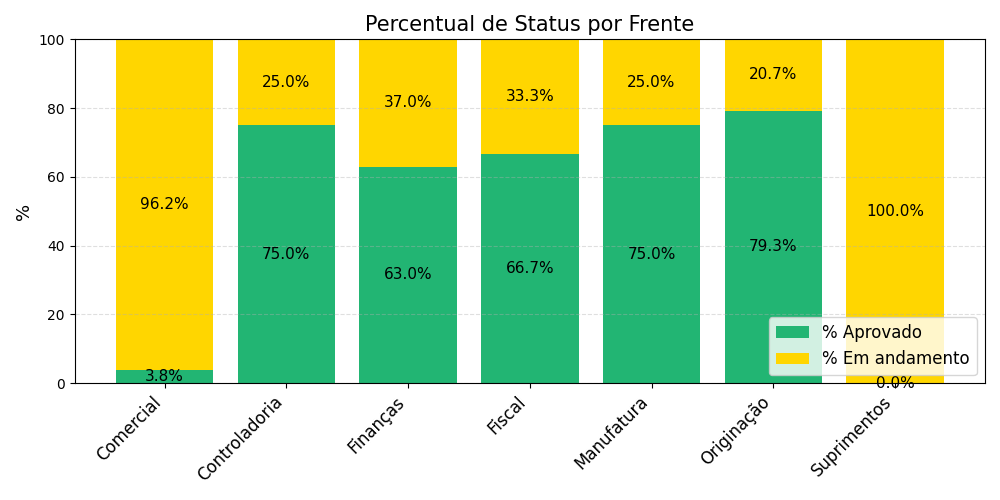 Percentual de Status por Frente
%
100
80
60
40
20
0
96.2%
3.8%
25.0%
75.0%
37.0%
63.0%
33.3%
66.7%
25.0%
75.0%
20.7%
79.3%
100.0%
0.0%
% Aprovado
% Em andamento
Comercial
Controladoria
Finanças
Fiscal
Manufatura
Originação
Suprimentos